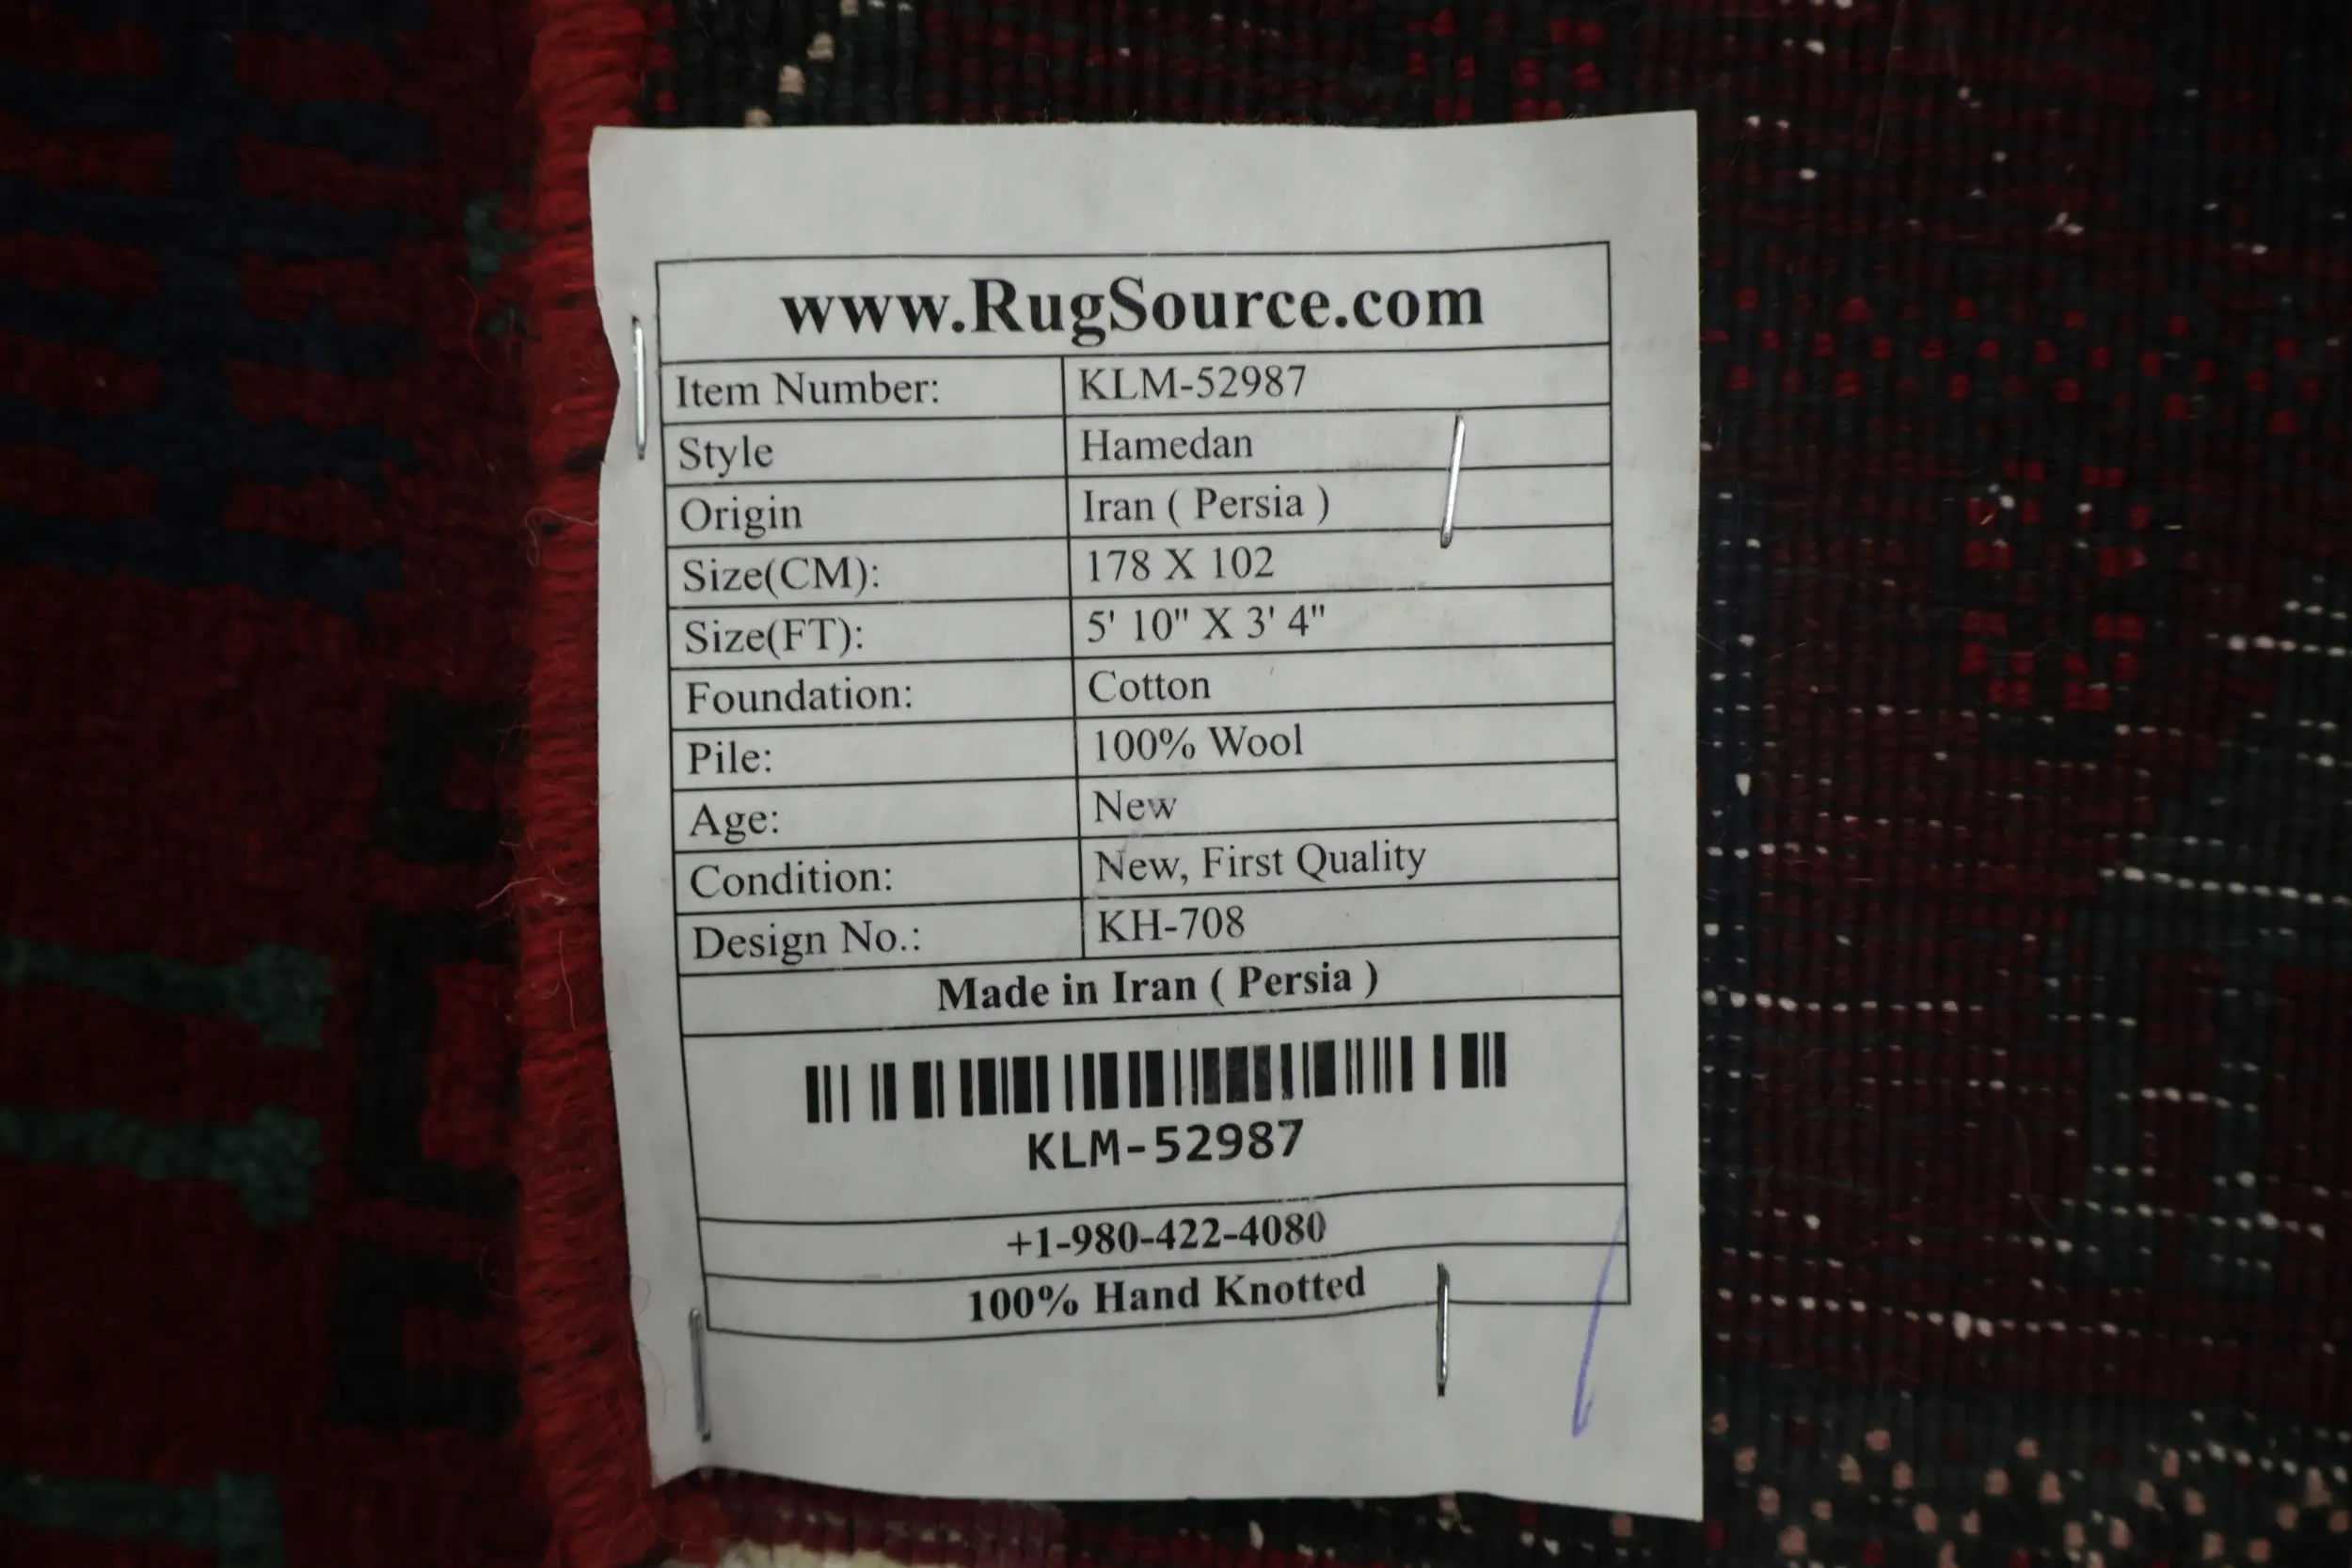 www.RugSource.com
Item Number: KLM-52987
Style Hamedan
Origin Iran ( Persia )
Size(CM): 178 X 102
Size(FT): 5' 10" X 3' 4"
Foundation: Cotton
Pile: 100% Wool
Age: New
Condition: New, First Quality
Design No.: KH-708
Made in Iran ( Persia )
KLM-52987
+1-980-422-4080
100% Hand Knotted